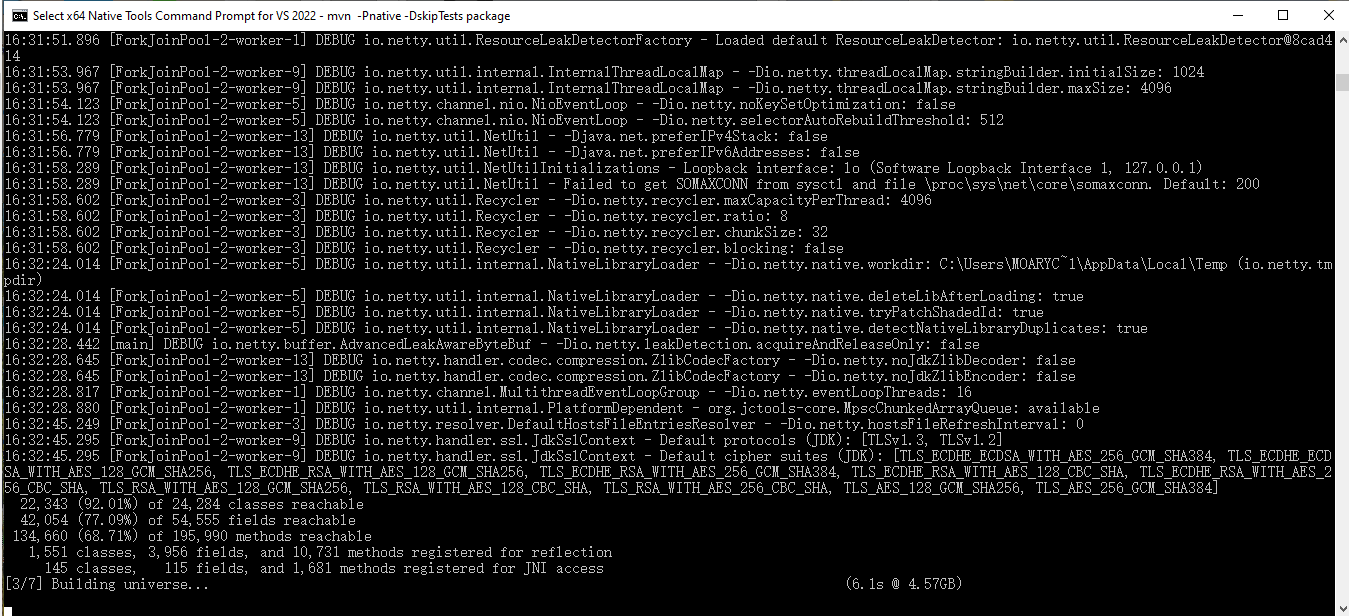 Select x64 Native Tools Command Prompt for VS 2022 - mvn  -Pnative -DskipTests package
16:31:51.896 [ForkJoinPool-2-worker-1] DEBUG io.netty.util.ResourceLeakDetectorFactory - Loaded default ResourceLeakDetector: io.netty.util.ResourceLeakDetector@8cad4
14
16:31:53.967 [ForkJoinPool-2-worker-9] DEBUG io.netty.util.internal.InternalThreadLocalMap - -Dio.netty.threadLocalMap.stringBuilder.initialSize: 1024
16:31:53.967 [ForkJoinPool-2-worker-9] DEBUG io.netty.util.internal.InternalThreadLocalMap - -Dio.netty.threadLocalMap.stringBuilder.maxSize: 4096
16:31:54.123 [ForkJoinPool-2-worker-5] DEBUG io.netty.channel.nio.NioEventLoop - -Dio.netty.noKeySetOptimization: false
16:31:54.123 [ForkJoinPool-2-worker-5] DEBUG io.netty.channel.nio.NioEventLoop - -Dio.netty.selectorAutoRebuildThreshold: 512
16:31:56.779 [ForkJoinPool-2-worker-13] DEBUG io.netty.util.NetUtil - -Djava.net.preferIPv4Stack: false
16:31:56.779 [ForkJoinPool-2-worker-13] DEBUG io.netty.util.NetUtil - -Djava.net.preferIPv6Addresses: false
16:31:58.289 [ForkJoinPool-2-worker-13] DEBUG io.netty.util.NetUtilInitializations - Loopback interface: lo (Software Loopback Interface 1, 127.0.0.1)
16:31:58.289 [ForkJoinPool-2-worker-13] DEBUG io.netty.util.NetUtil - Failed to get SOMAXCONN from sysctl and file \proc\sys\net\core\somaxconn. Default: 200
16:31:58.602 [ForkJoinPool-2-worker-3] DEBUG io.netty.util.Recycler - -Dio.netty.recycler.maxCapacityPerThread: 4096
16:31:58.602 [ForkJoinPool-2-worker-3] DEBUG io.netty.util.Recycler - -Dio.netty.recycler.ratio: 8
16:31:58.602 [ForkJoinPool-2-worker-3] DEBUG io.netty.util.Recycler - -Dio.netty.recycler.chunkSize: 32
16:31:58.602 [ForkJoinPool-2-worker-3] DEBUG io.netty.util.Recycler - -Dio.netty.recycler.blocking: false
16:32:24.014 [ForkJoinPool-2-worker-5] DEBUG io.netty.util.internal.NativeLibraryLoader - -Dio.netty.native.workdir: C:\Users\MOARYC~1\AppData\Local\Temp (io.netty.tm
pdir)
16:32:24.014 [ForkJoinPool-2-worker-5] DEBUG io.netty.util.internal.NativeLibraryLoader - -Dio.netty.native.deleteLibAfterLoading: true
16:32:24.014 [ForkJoinPool-2-worker-5] DEBUG io.netty.util.internal.NativeLibraryLoader - -Dio.netty.native.tryPatchShadedId: true
16:32:24.014 [ForkJoinPool-2-worker-5] DEBUG io.netty.util.internal.NativeLibraryLoader - -Dio.netty.native.detectNativeLibraryDuplicates: true
16:32:28.442 [main] DEBUG io.netty.buffer.AdvancedLeakAwareByteBuf - -Dio.netty.leakDetection.acquireAndReleaseOnly: false
16:32:28.645 [ForkJoinPool-2-worker-13] DEBUG io.netty.handler.codec.compression.ZlibCodecFactory - -Dio.netty.noJdkZlibDecoder: false
16:32:28.645 [ForkJoinPool-2-worker-13] DEBUG io.netty.handler.codec.compression.ZlibCodecFactory - -Dio.netty.noJdkZlibEncoder: false
16:32:28.817 [ForkJoinPool-2-worker-1] DEBUG io.netty.channel.MultithreadEventLoopGroup - -Dio.netty.eventLoopThreads: 16
16:32:28.880 [ForkJoinPool-2-worker-1] DEBUG io.netty.util.internal.PlatformDependent - org.jctools-core.MpscChunkedArrayQueue: available
16:32:45.249 [ForkJoinPool-2-worker-3] DEBUG io.netty.resolver.DefaultHostsFileEntriesResolver - -Dio.netty.hostsFileRefreshInterval: 0
16:32:45.295 [ForkJoinPool-2-worker-9] DEBUG io.netty.handler.ssl.JdkSslContext - Default protocols (JDK): [TLSv1.3, TLSv1.2]
16:32:45.295 [ForkJoinPool-2-worker-9] DEBUG io.netty.handler.ssl.JdkSslContext - Default cipher suites (JDK): [TLS_ECDHE_ECDSA_WITH_AES_256_GCM_SHA384, TLS_ECDHE_ECD
SA_WITH_AES_128_GCM_SHA256, TLS_ECDHE_RSA_WITH_AES_128_GCM_SHA256, TLS_ECDHE_RSA_WITH_AES_256_GCM_SHA384, TLS_ECDHE_RSA_WITH_AES_128_CBC_SHA, TLS_ECDHE_RSA_WITH_AES_2
56_CBC_SHA, TLS_RSA_WITH_AES_128_GCM_SHA256, TLS_RSA_WITH_AES_128_CBC_SHA, TLS_RSA_WITH_AES_256_CBC_SHA, TLS_AES_128_GCM_SHA256, TLS_AES_256_GCM_SHA384]
22,343 (92.01%) of 24,284 classes reachable
42,054 (77.09%) of 54,555 fields reachable
134,660 (68.71%) of 195,990 methods reachable
1,551 classes, 3,956 fields, and 10,731 methods registered for reflection
145 classes,   115 fields, and 1,681 methods registered for JNI access
[3/7] Building universe... (6.1s @ 4.57GB)